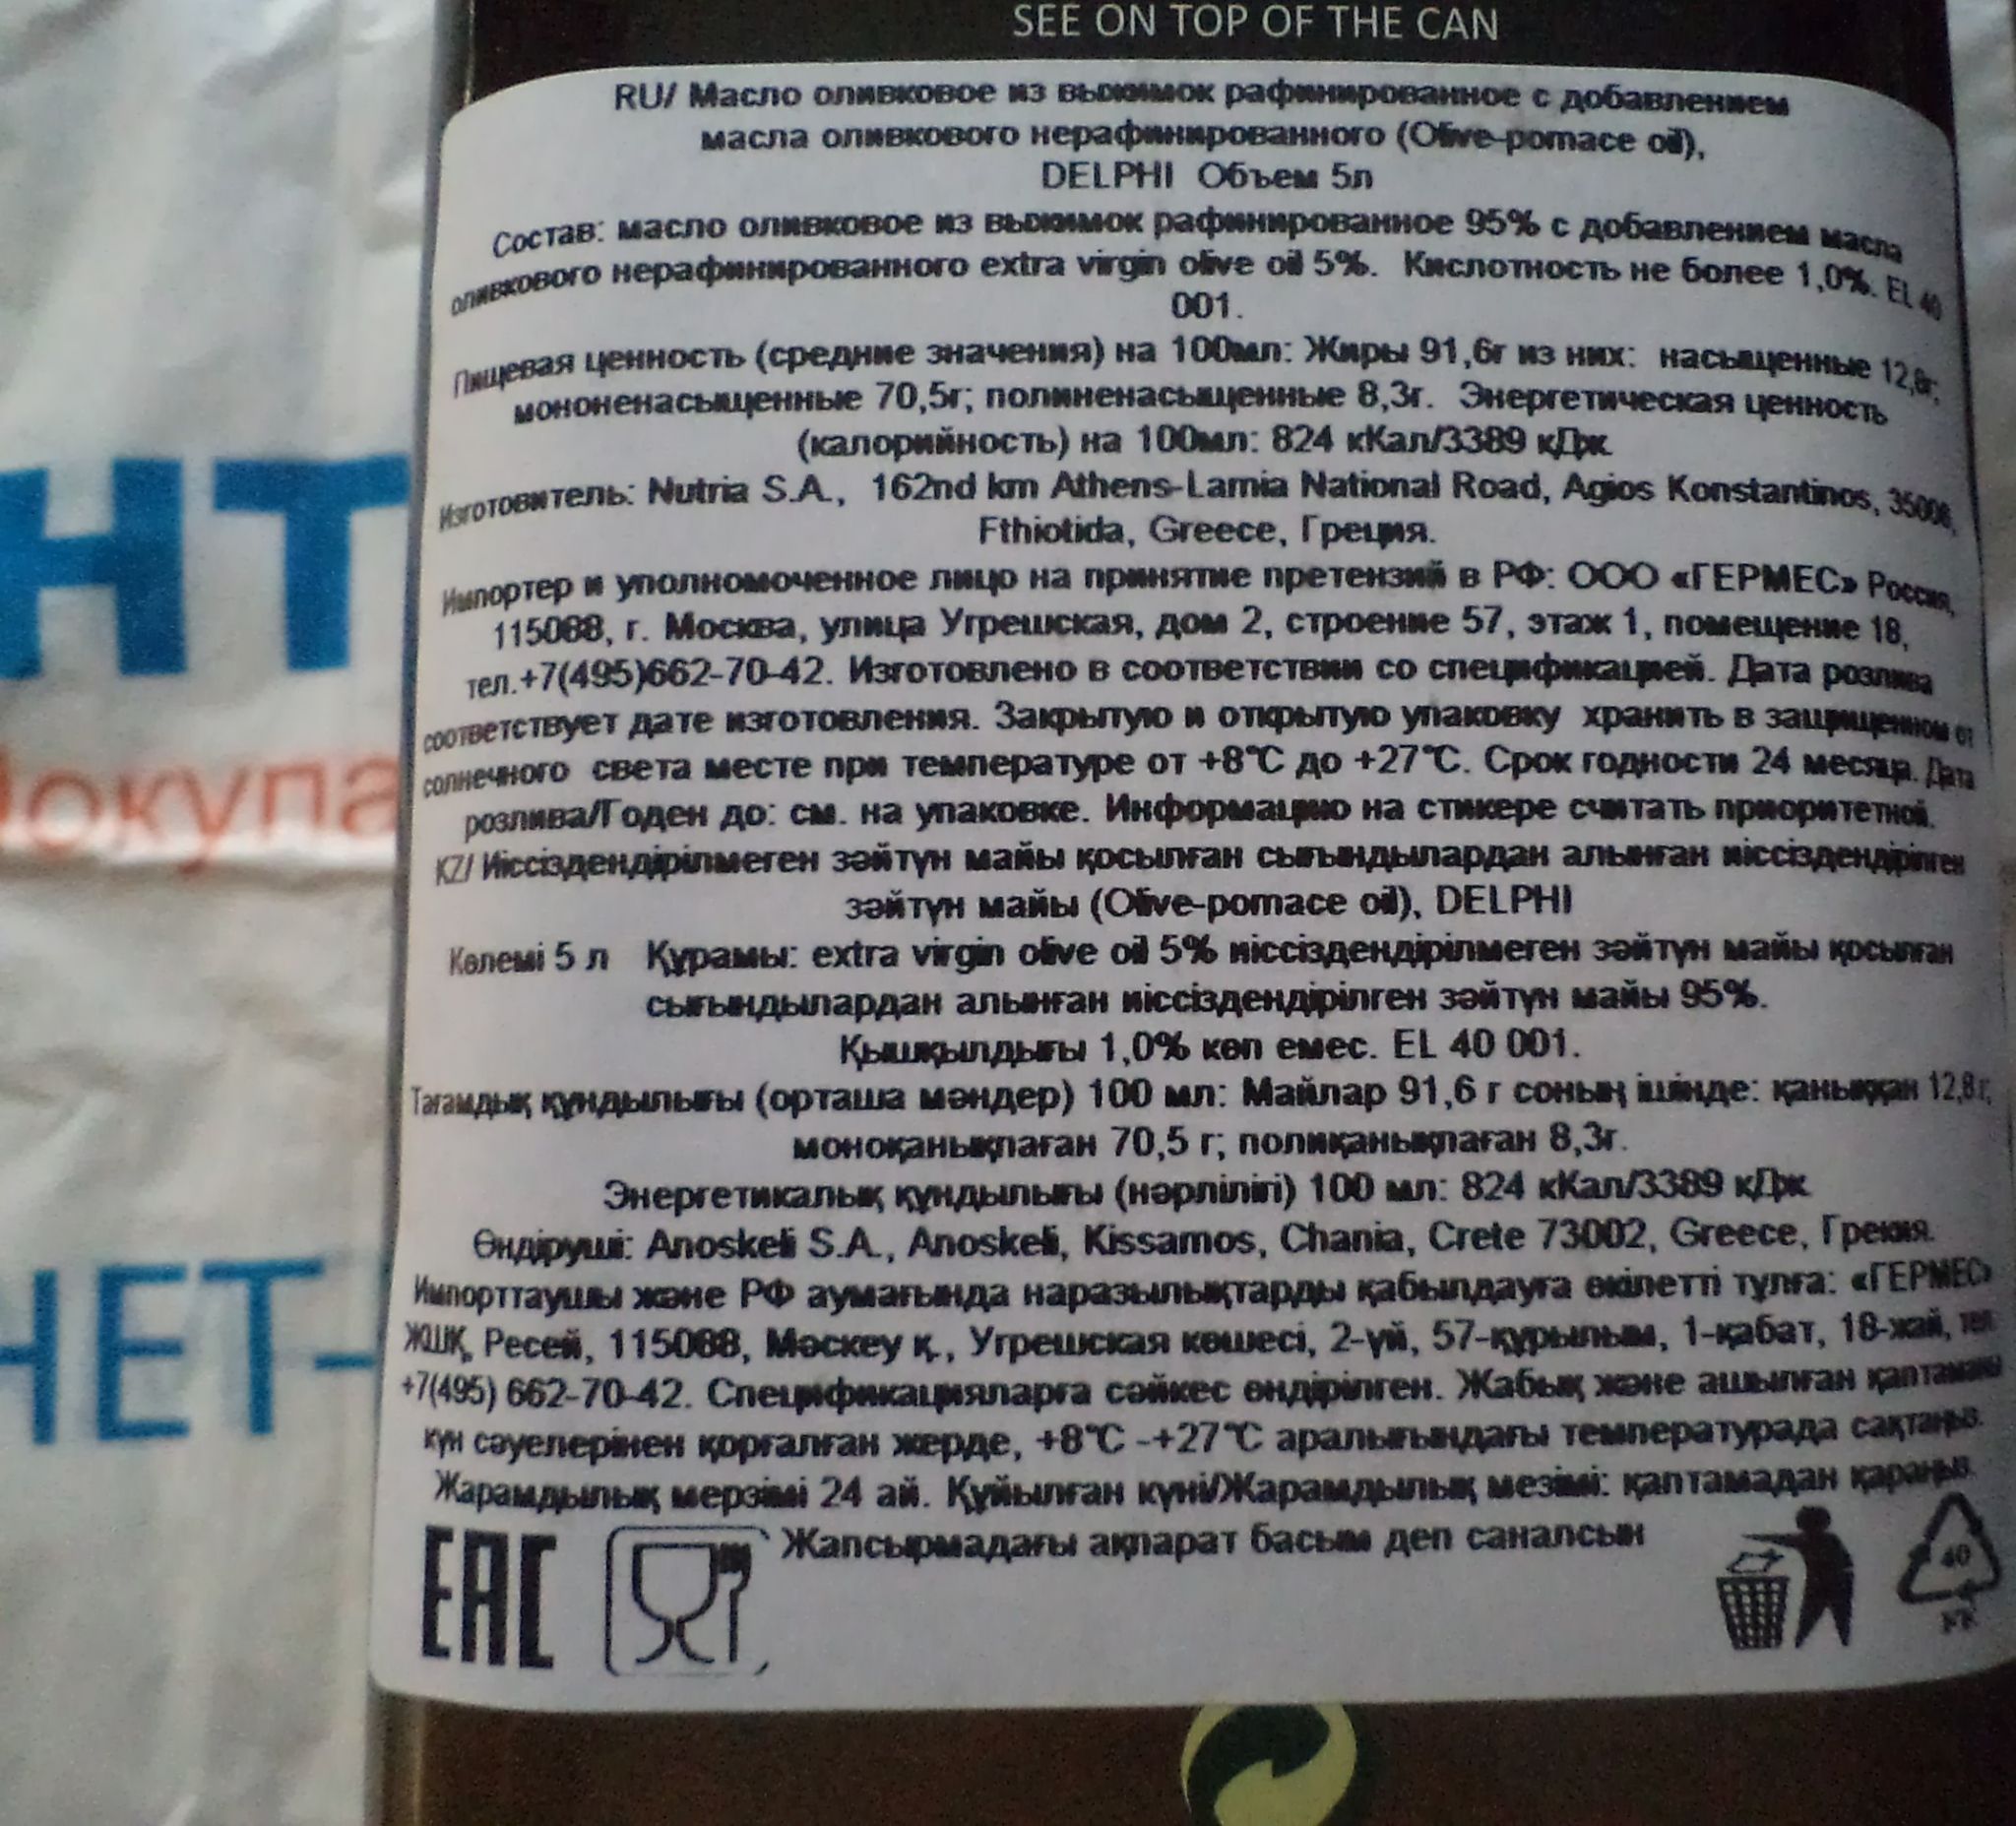 SEE ON TOP OF THE CAN
RU/ Масло оливковое из выжимок рафинированное с добавлением
масла оливкового нерафинированного (Olive-pomace oil),
DELPHI Объем 5л
Состав: масло оливковое из выжимок рафинированное 95% с добавлением масла
оливкового нерафинированного extra virgin olive oil 5%. Кислотность не более 1,0%. EL 40
001.
Пищевая ценность (средние значения) на 100мл: Жиры 91,6г из них: насыщенные 12,8г;
мононенасыщенные 70,5г; полиненасыщенные 8,3г. Энергетическая ценность
(калорийность) на 100мл: 824 кКал/3389 кДж
Изготовитель: Nutria S.A., 162nd km Athens-Lamia National Road, Agios Konstantinos, 35006,
Fthiotida, Greece, Греция.
Импортер и уполномоченное лицо на принятие претензий в РФ: ООО «ГЕРМЕС» Россия,
115088, г. Москва, улица Угрешская, дом 2, строение 57, этаж 1, помещение 18,
тел.+7(495)662-70-42. Изготовлено в соответствии со спецификацией. Дата розлива
соответствует дате изготовления. Закрытую и открытую упаковку хранить в защищенном от
солнечного света месте при температуре от +8°С до +27°С. Срок годности 24 месяца. Дата
розлива/Годен до: см. на упаковке. Информацию на стикере считать приоритетной.
KZ/ Иіссіздендірілмеген зәйтүн майы қосылған сығындылардан алынған иіссіздендірілген
зәйтүн майы (Olive-pomace oil), DELPHI
Көлемі 5 л Құрамы: extra virgin olive oil 5% иіссіздендірілмеген зәйтүн майы қосылған
сығындылардан алынған иіссіздендірілген зәйтүн майы 95%.
Қышқылдығы 1,0% көп емес. EL 40 001.
Тағамдық құндылығы (орташа мәндер) 100 мл: Майлар 91,6 г соның ішінде: қаныққан 12,8 г,
моноқанықпаған 70,5 г; полиқанықпаған 8,3г.
Энергетикалық құндылығы (нәрлілігі) 100 мл: 824 кКал/3389 кДж
Өндіруші: Anoskeli S.A., Anoskeli, Kissamos, Chania, Crete 73002, Greece, Грекия.
Импорттаушы және РФ аумағында наразылықтарды қабылдауға өкілетті тұлға: «ГЕРМЕС»
ЖШҚ, Ресей, 115088, Мәскеу қ., Угрешская көшесі, 2-үй, 57-құрылым, 1-қабат, 18-жай, тел
+7(495) 662-70-42. Спецификацияларға сәйкес өндірілген. Жабық және ашылған қаптаманы
күн сәуелерінен қорғалған жерде, +8°С -+27°С аралығындағы температурада сақтаңыз.
Жарамдылық мерзімі 24 ай. Құйылған күні/Жарамдылық мезімі: қаптамадан қараңыз.
Жапсырмадағы ақпарат басым деп саналсын
EAC
40
НТ
Покупа
НЕТ-